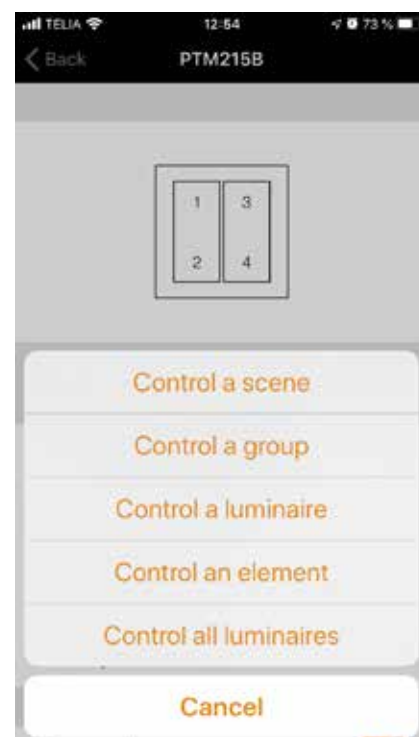 TELIA 12:54 73 %
Back PTM215B
1 3
2 4
Control a scene
Control a group
Control a luminaire
Control an element
Control all luminaires
Cancel